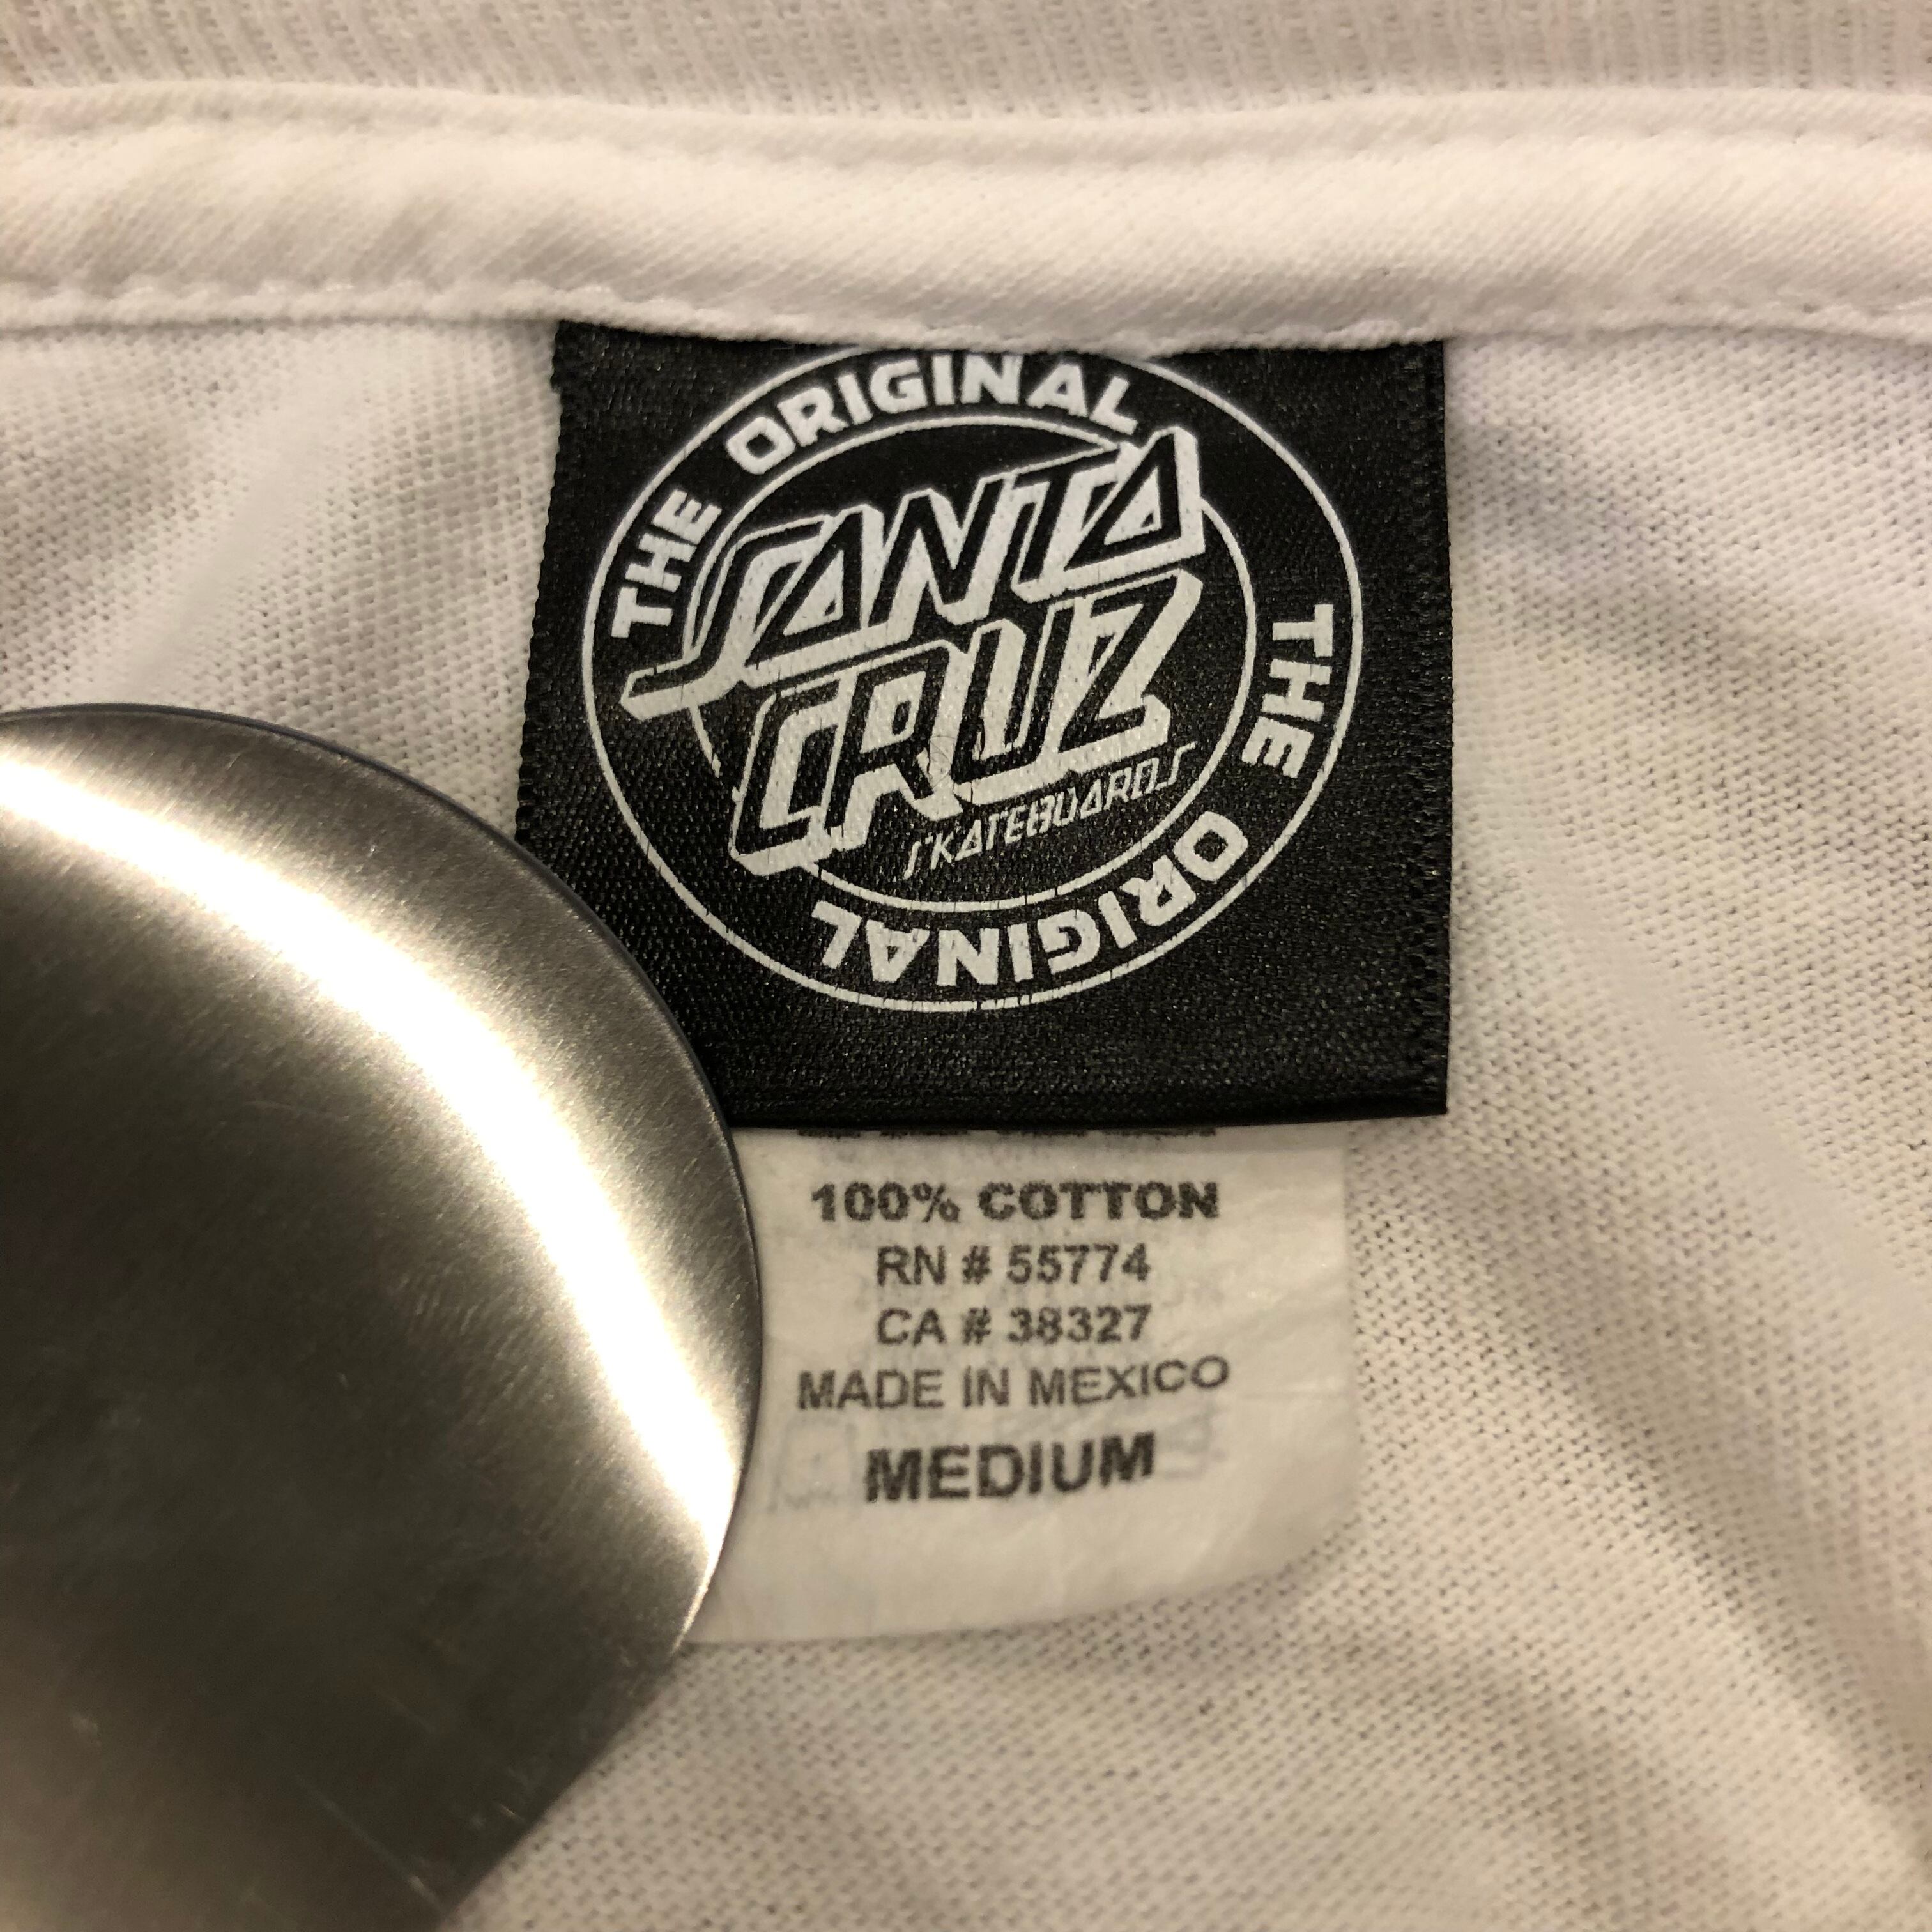 THE ORIGINAL
SANTA
CRUZ
SKATEBOARDS
THE ORIGINAL
100% COTTON
RN # 55774
CA # 38327
MADE IN MEXICO
MEDIUM